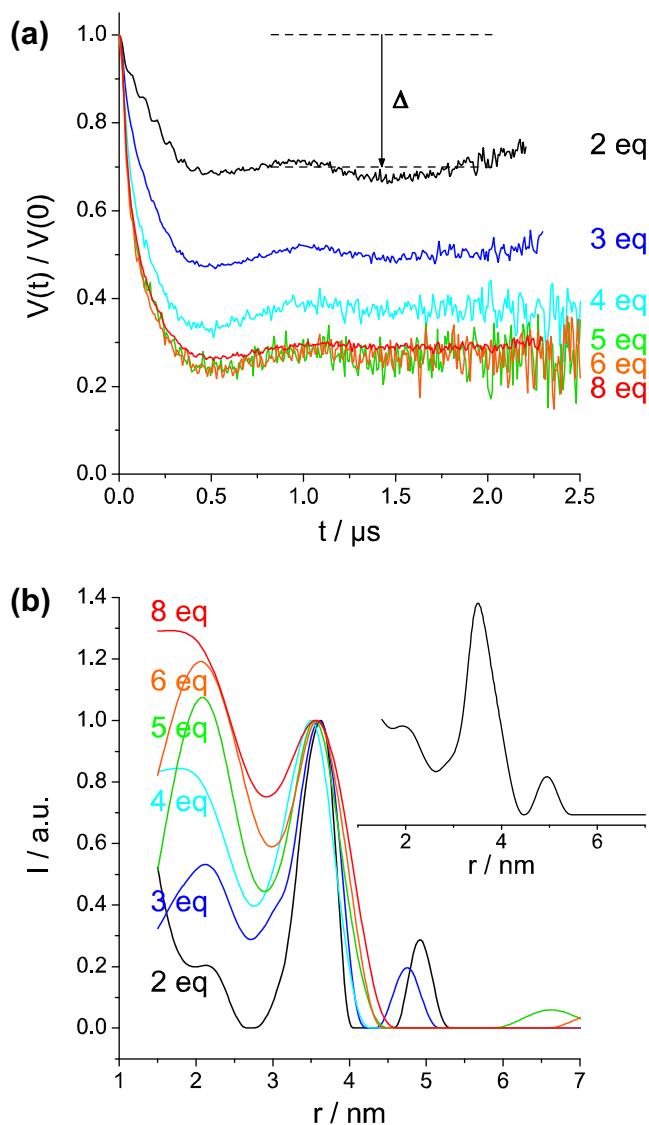 (a)
1.0
0.8
0.6
0.4
0.2
0.0
V(t) / V(0)
Δ
2 eq
3 eq
4 eq
5 eq
6 eq
8 eq
0.0 0.5 1.0 1.5 2.0 2.5
t / µs
(b)
1.4
1.2
1.0
0.8
0.6
0.4
0.2
0.0
I / a.u.
8 eq
6 eq
5 eq
4 eq
3 eq
2 eq
2 4 6
r / nm
1 2 3 4 5 6 7
r / nm